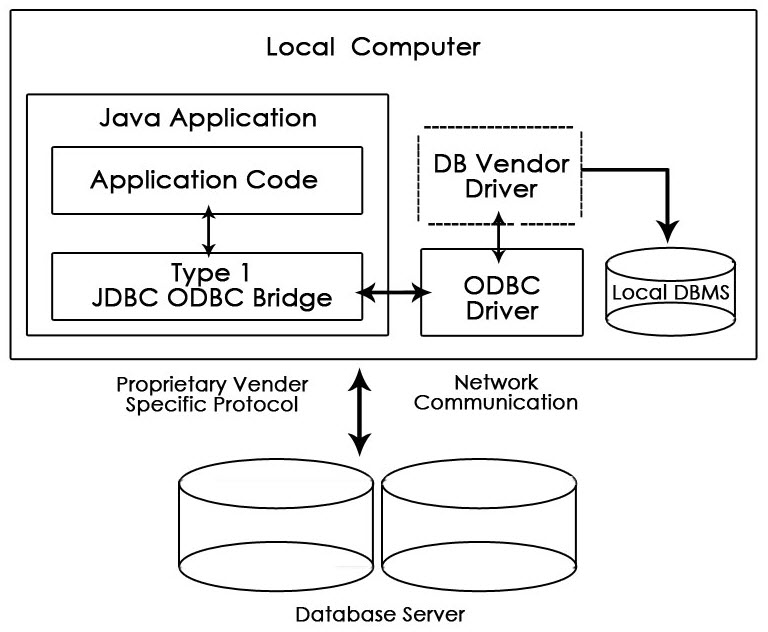 Local Computer
Java Application
Application Code
Type 1
JDBC ODBC Bridge
DB Vendor
Driver
ODBC
Driver
Local DBMS
Proprietary Vender
Specific Protocol
Network
Communication
Database Server